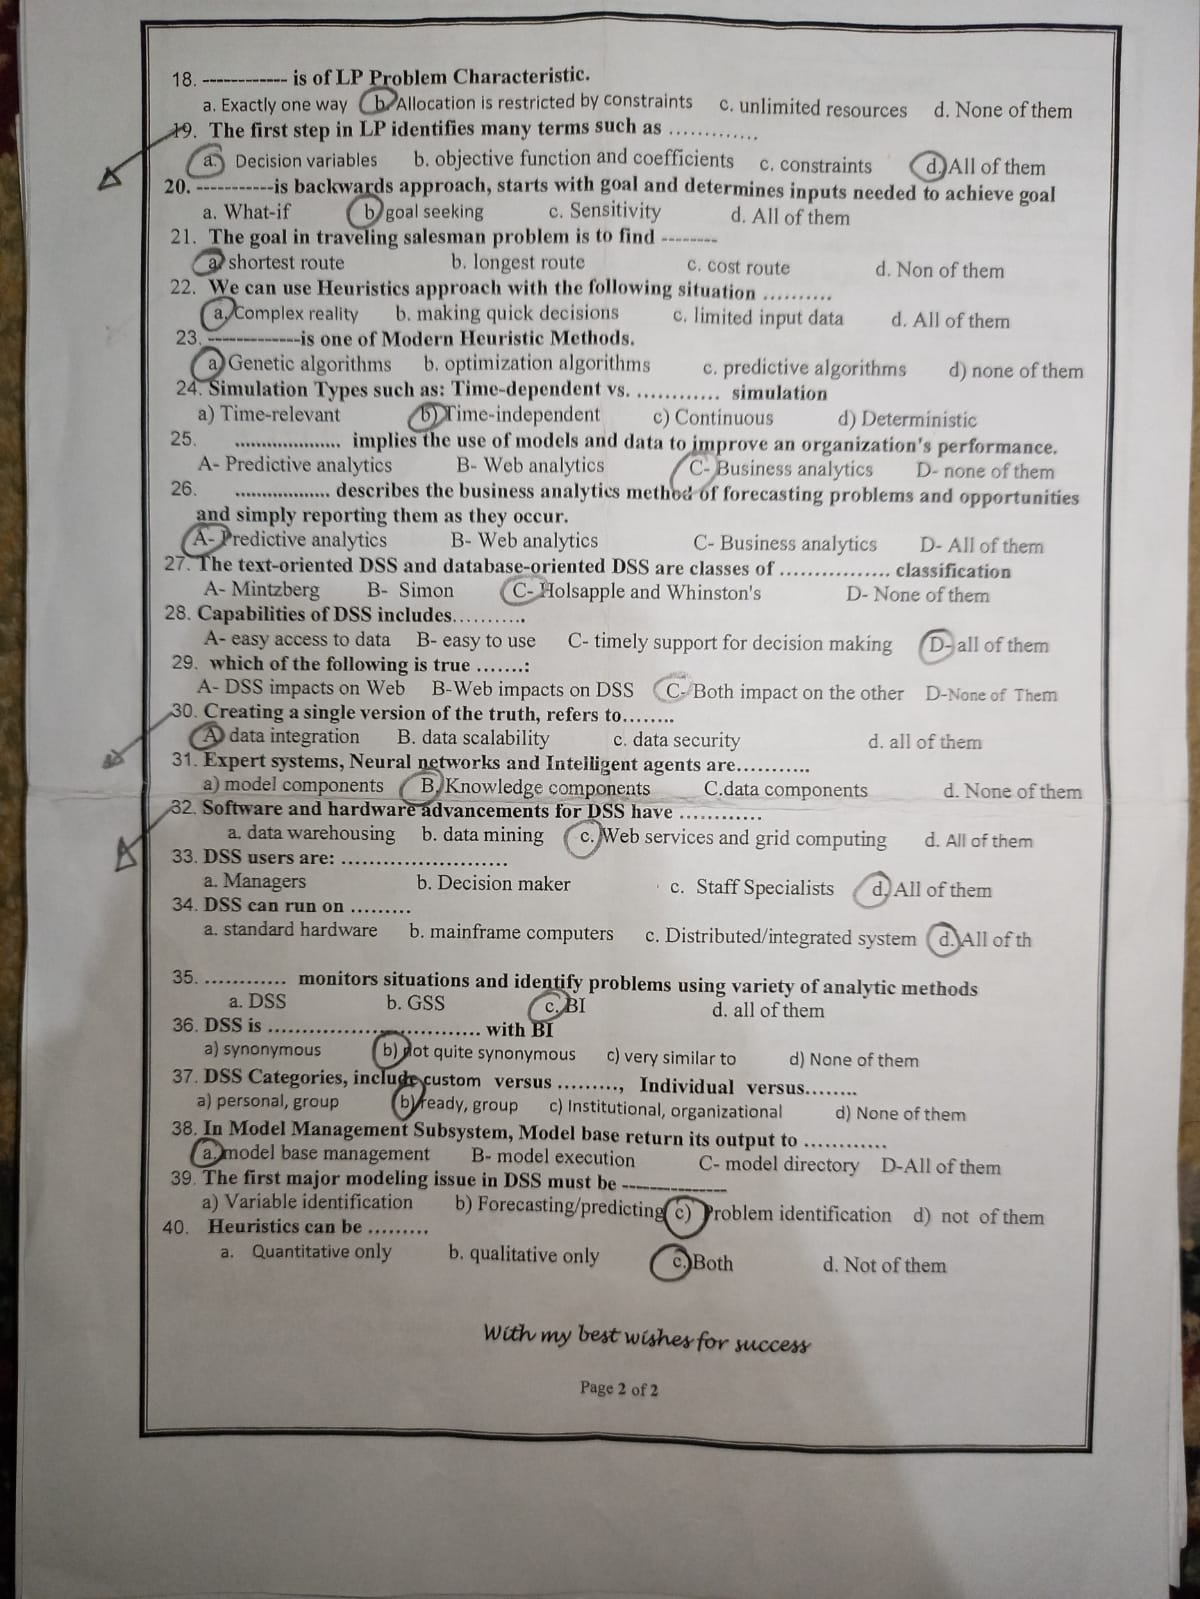 18. ------------ is of LP Problem Characteristic.
a. Exactly one way b. Allocation is restricted by constraints c. unlimited resources d. None of them
19. The first step in LP identifies many terms such as .............
a. Decision variables b. objective function and coefficients c. constraints d. All of them
20. -----------is backwards approach, starts with goal and determines inputs needed to achieve goal
a. What-if b. goal seeking c. Sensitivity d. All of them
21. The goal in traveling salesman problem is to find --------
a. shortest route b. longest route c. cost route d. Non of them
22. We can use Heuristics approach with the following situation ..........
a. Complex reality b. making quick decisions c. limited input data d. All of them
23. -------------is one of Modern Heuristic Methods.
a) Genetic algorithms b. optimization algorithms c. predictive algorithms d) none of them
24. Simulation Types such as: Time-dependent vs. ............ simulation
a) Time-relevant b) Time-independent c) Continuous d) Deterministic
25. .................... implies the use of models and data to improve an organization's performance.
A- Predictive analytics B- Web analytics C- Business analytics D- none of them
26. .................. describes the business analytics method of forecasting problems and opportunities
and simply reporting them as they occur.
A- Predictive analytics B- Web analytics C- Business analytics D- All of them
27. The text-oriented DSS and database-oriented DSS are classes of ................ classification
A- Mintzberg B- Simon C- Holsapple and Whinston's D- None of them
28. Capabilities of DSS includes...........
A- easy access to data B- easy to use C- timely support for decision making D- all of them
29. which of the following is true .......:
A- DSS impacts on Web B-Web impacts on DSS C- Both impact on the other D-None of Them
30. Creating a single version of the truth, refers to........
A data integration B. data scalability c. data security d. all of them
31. Expert systems, Neural networks and Intelligent agents are...........
a) model components B. Knowledge components C.data components d. None of them
32. Software and hardware advancements for DSS have ............
a. data warehousing b. data mining c. Web services and grid computing d. All of them
33. DSS users are: ........................
a. Managers b. Decision maker c. Staff Specialists d. All of them
34. DSS can run on .........
a. standard hardware b. mainframe computers c. Distributed/integrated system d. All of th
35. ............ monitors situations and identify problems using variety of analytic methods
a. DSS b. GSS c. BI d. all of them
36. DSS is ................................ with BI
a) synonymous b) not quite synonymous c) very similar to d) None of them
37. DSS Categories, include custom versus ........., Individual versus........
a) personal, group b) ready, group c) Institutional, organizational d) None of them
38. In Model Management Subsystem, Model base return its output to ............
a. model base management B- model execution C- model directory D-All of them
39. The first major modeling issue in DSS must be ______________
a) Variable identification b) Forecasting/predicting c) Problem identification d) not of them
40. Heuristics can be .........
a. Quantitative only b. qualitative only c. Both d. Not of them
With my best wishes for success
Page 2 of 2